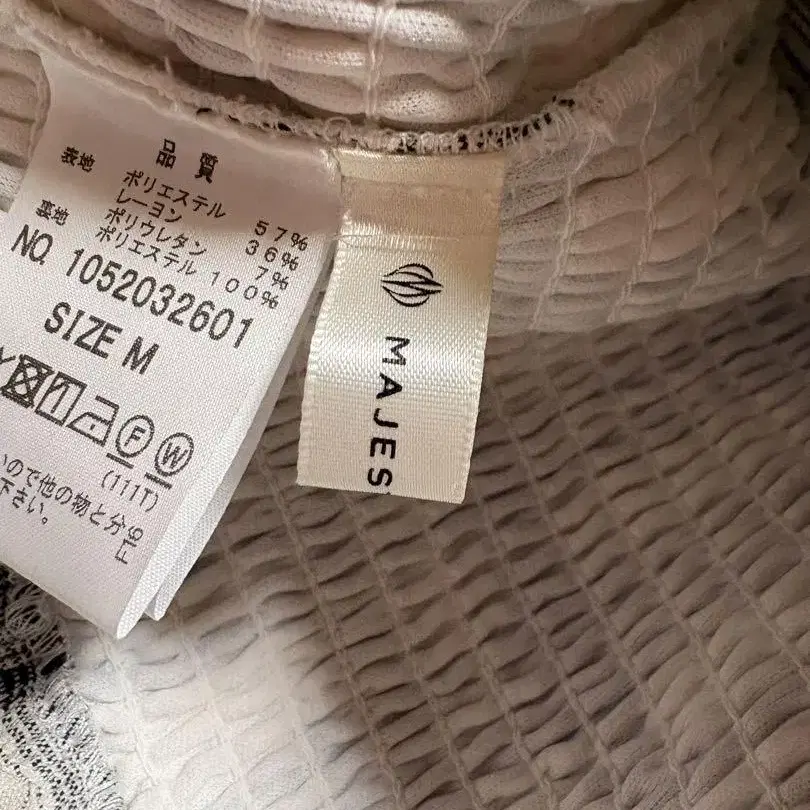 品質
表地 ポリエステル 57%
レーヨン 36%
ポリウレタン 7%
裏地 ポリエステル 100%
NO. 1052032601
SIZE M
F W
(111T)
ので他の物と分
下さい。
MAJES